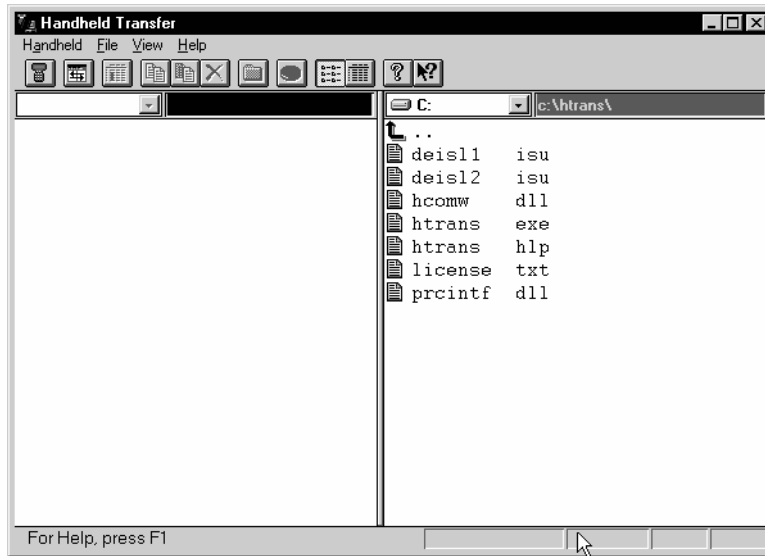 Handheld Transfer
Handheld File View Help
C: c:\htrans\
..
deisl1 isu
deisl2 isu
hcomw dll
htrans exe
htrans hlp
license txt
prcintf dll
For Help, press F1